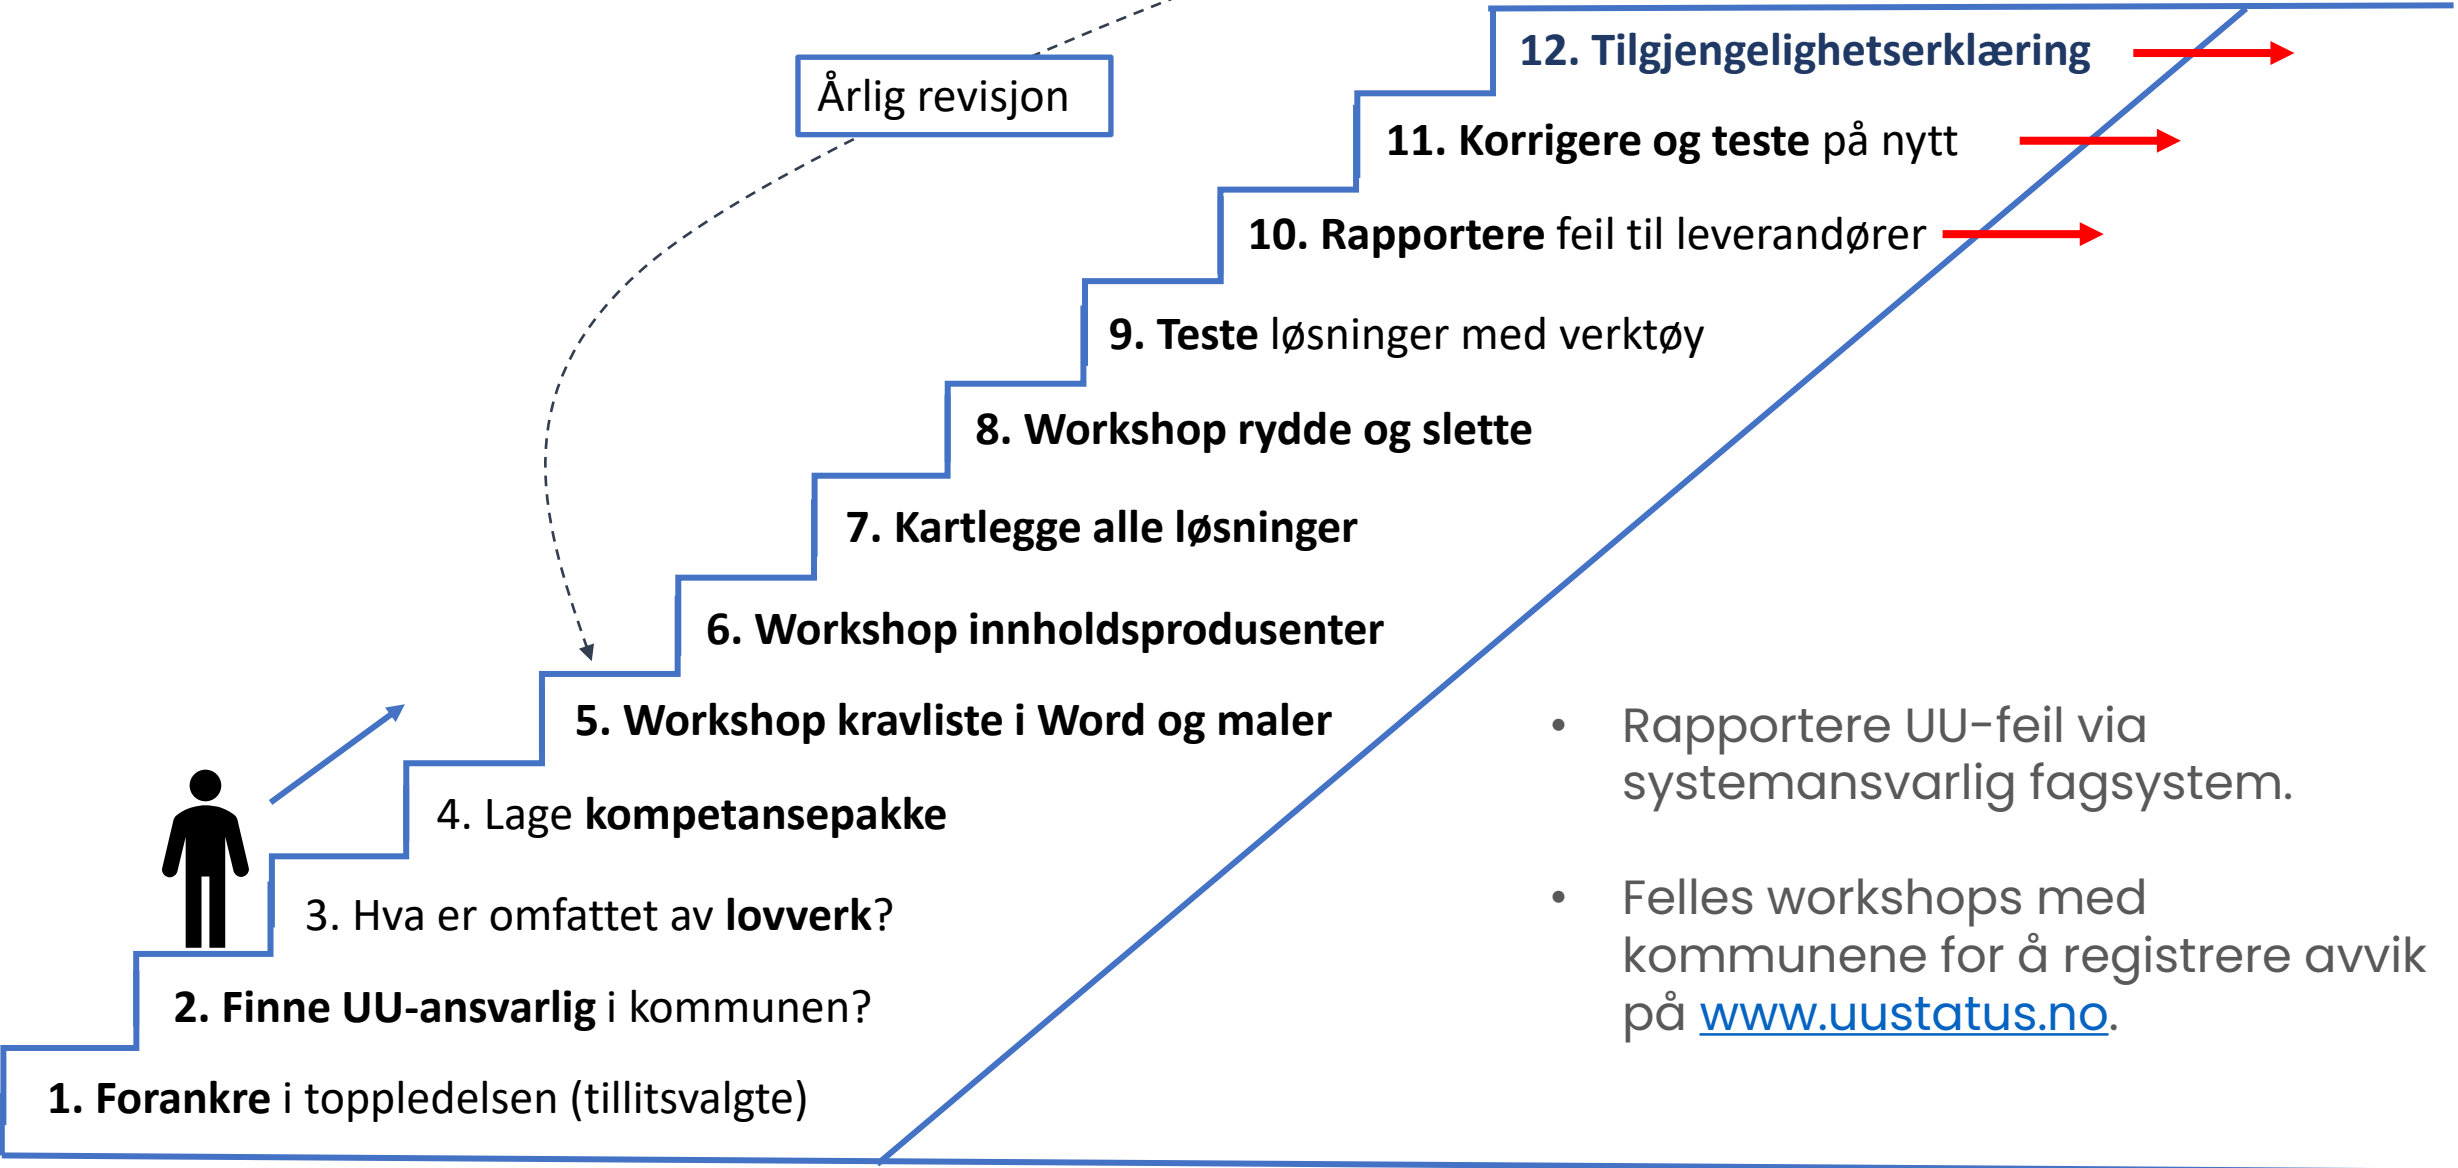 Årlig revisjon
12. Tilgjengelighetserklæring
11. Korrigere og teste på nytt
10. Rapportere feil til leverandører
9. Teste løsninger med verktøy
8. Workshop rydde og slette
7. Kartlegge alle løsninger
6. Workshop innholdsprodusenter
5. Workshop kravliste i Word og maler
4. Lage kompetansepakke
3. Hva er omfattet av lovverk?
2. Finne UU-ansvarlig i kommunen?
1. Forankre i toppledelsen (tillitsvalgte)
• Rapportere UU-feil via
systemansvarlig fagsystem.
• Felles workshops med
kommunene for å registrere avvik
på www.uustatus.no.